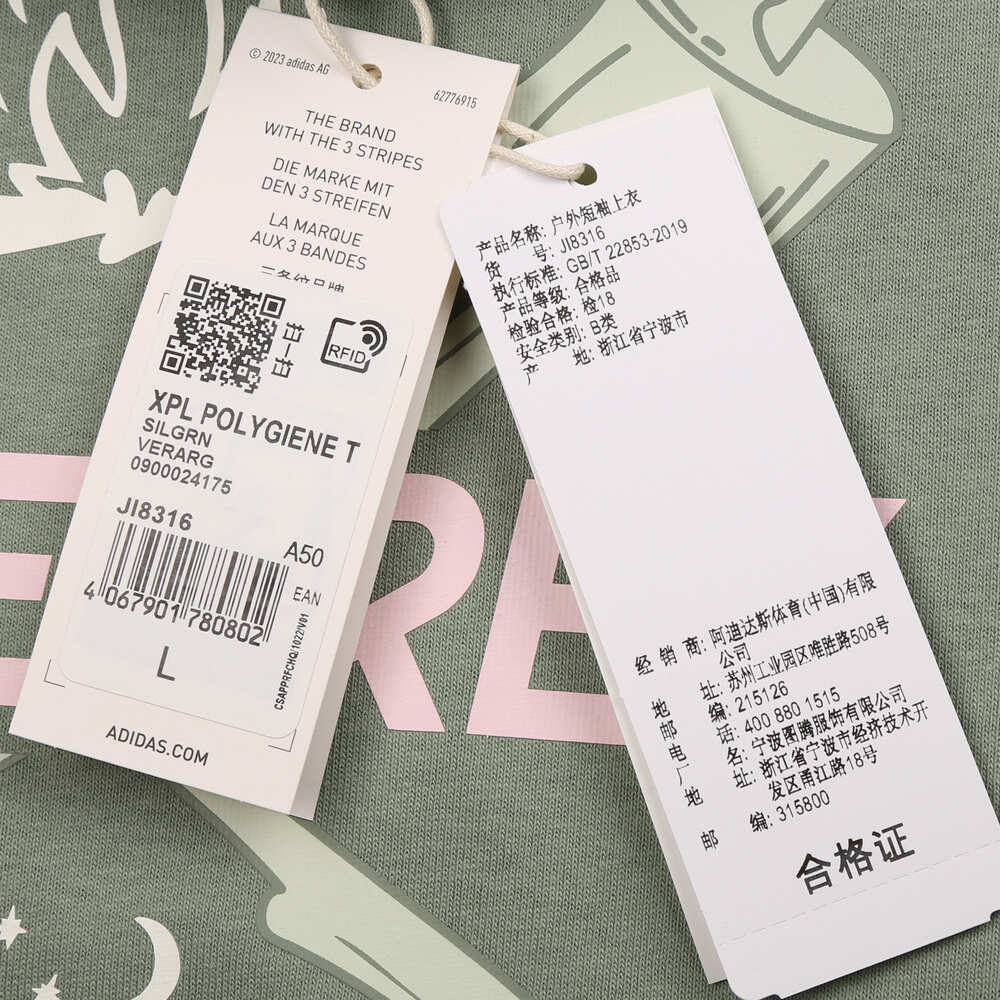 © 2023 adidas AG
62776915
THE BRAND
WITH THE 3 STRIPES
DIE MARKE MIT
DEN 3 STREIFEN
LA MARQUE
AUX 3 BANDES
三条纹品牌
RFID
XPL POLYGIENE T
SILGRN
VERARG
0900024175
JI8316
A50
4 067901 780802
EAN
L
CSAPPRFCHQ/1022/V01
ADIDAS.COM
产品名称: 户外短袖上衣
货 号: JI8316
执行标准: GB/T 22853-2019
产品等级: 合格品
检验合格: 检18
安全类别: B类
产 地: 浙江省宁波市
经 销 商: 阿迪达斯体育(中国)有限
公司
地 址: 苏州工业园区唯胜路508号
邮 编: 215126
电 话: 400 880 1515
厂 名: 宁波图腾服饰有限公司
地 址: 浙江省宁波市经济技术开
发区甬江路18号
邮 编: 315800
合格证